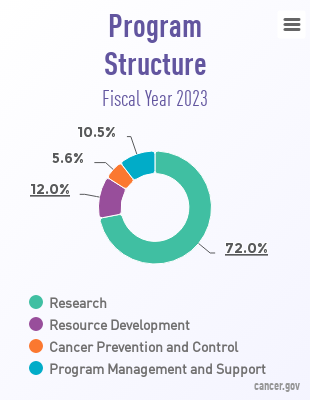 Program
Structure
Fiscal Year 2023
10.5%
5.6%
12.0%
72.0%
Research
Resource Development
Cancer Prevention and Control
Program Management and Support
cancer.gov